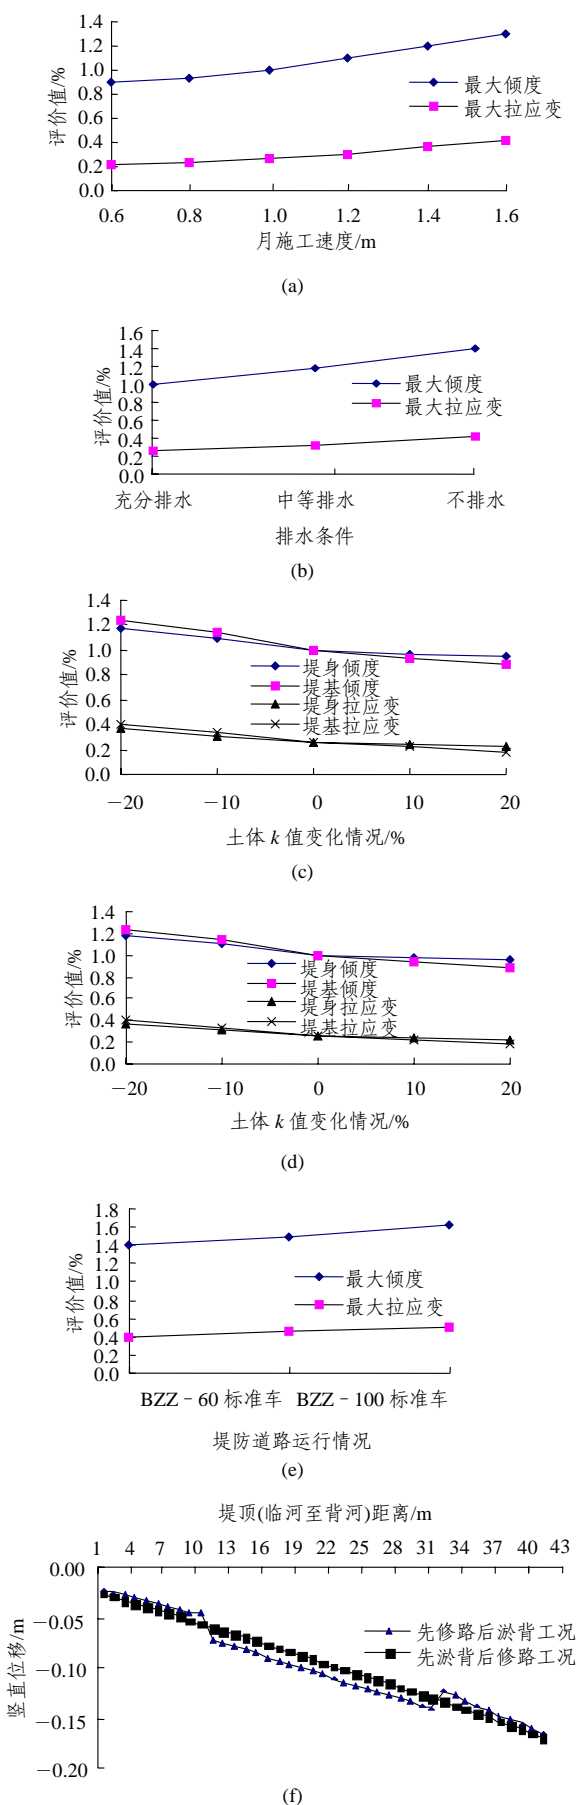 1.4
1.2
1.0
0.8
0.6
0.4
0.2
0.0
评价值/%
最大倾度
最大拉应变
0.6 0.8 1.0 1.2 1.4 1.6
月施工速度/m
(a)
1.6
1.4
1.2
1.0
0.8
0.6
0.4
0.2
0.0
评价值/%
最大倾度
最大拉应变
充分排水 中等排水 不排水
排水条件
(b)
1.4
1.2
1.0
0.8
0.6
0.4
0.2
0.0
评价值/%
堤身倾度
堤基倾度
堤身拉应变
堤基拉应变
−20 −10 0 10 20
土体 k 值变化情况/%
(c)
1.4
1.2
1.0
0.8
0.6
0.4
0.2
0.0
评价值/%
堤身倾度
堤基倾度
堤身拉应变
堤基拉应变
−20 −10 0 10 20
土体 k 值变化情况/%
(d)
1.8
1.6
1.4
1.2
1.0
0.8
0.6
0.4
0.2
0.0
评价值/%
最大倾度
最大拉应变
BZZ－60 标准车 BZZ－100 标准车
堤防道路运行情况
(e)
堤顶(临河至背河)距离/m
1 4 7 10 13 16 19 22 25 28 31 34 37 40 43
0.00
−0.05
−0.10
−0.15
−0.20
竖直位移/m
先修路后淤背工况
先淤背后修路工况
(f)